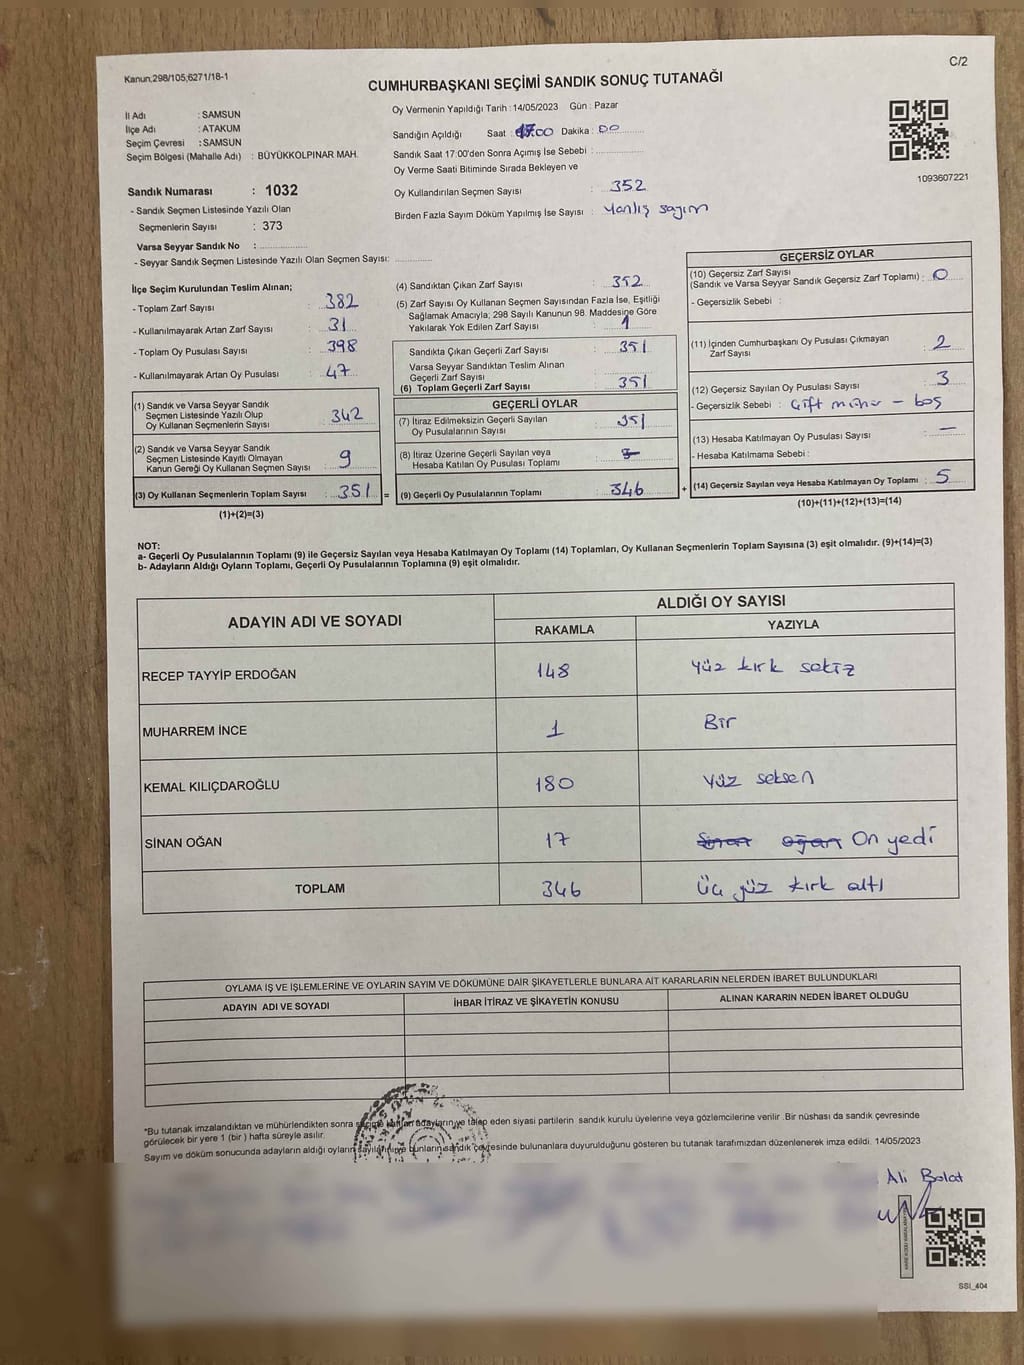 Kanun;298/105;6271/18-1
C/2
CUMHURBAŞKANI SEÇİMİ SANDIK SONUÇ TUTANAĞI
İl Adı : SAMSUN
İlçe Adı : ATAKUM
Seçim Çevresi : SAMSUN
Seçim Bölgesi (Mahalle Adı) : BÜYÜKKOLPINAR MAH.
Oy Vermenin Yapıldığı Tarih : 14/05/2023 Gün : Pazar
Sandığın Açıldığı Saat : 17:00 Dakika : 00
Sandık Saat 17:00'den Sonra Açımış İse Sebebi :
Oy Verme Saati Bitiminde Sırada Bekleyen ve
Oy Kullandırılan Seçmen Sayısı : 352
Birden Fazla Sayım Döküm Yapılmış İse Sayısı : Yanlış sayım
1093607221
Sandık Numarası : 1032
- Sandık Seçmen Listesinde Yazılı Olan
Seçmenlerin Sayısı : 373
Varsa Seyyar Sandık No :
- Seyyar Sandık Seçmen Listesinde Yazılı Olan Seçmen Sayısı:
İlçe Seçim Kurulundan Teslim Alınan;
- Toplam Zarf Sayısı : 382
- Kullanılmayarak Artan Zarf Sayısı : 31
- Toplam Oy Pusulası Sayısı : 398
- Kullanılmayarak Artan Oy Pusulası : 47
(1) Sandık ve Varsa Seyyar Sandık
Seçmen Listesinde Yazılı Olup
Oy Kullanan Seçmenlerin Sayısı : 342
(2) Sandık ve Varsa Seyyar Sandık
Seçmen Listesinde Kayıtlı Olmayan
Kanun Gereği Oy Kullanan Seçmen Sayısı : 9
(3) Oy Kullanan Seçmenlerin Toplam Sayısı : 351 =
(1)+(2)=(3)
(4) Sandıktan Çıkan Zarf Sayısı : 352
(5) Zarf Sayısı Oy Kullanan Seçmen Sayısından Fazla İse, Eşitliği
Sağlamak Amacıyla; 298 Sayılı Kanunun 98. Maddesine Göre
Yakılarak Yok Edilen Zarf Sayısı : 1
Sandıkta Çıkan Geçerli Zarf Sayısı : 351
Varsa Seyyar Sandıktan Teslim Alınan
Geçerli Zarf Sayısı :
(6) Toplam Geçerli Zarf Sayısı : 351
GEÇERLİ OYLAR
(7) İtiraz Edilmeksizin Geçerli Sayılan
Oy Pusulalarının Sayısı : 351
(8) İtiraz Üzerine Geçerli Sayılan veya
Hesaba Katılan Oy Pusulası Toplamı :
(9) Geçerli Oy Pusulalarının Toplamı : 346 +
GEÇERSİZ OYLAR
(10) Geçersiz Zarf Sayısı
(Sandık ve Varsa Seyyar Sandık Geçersiz Zarf Toplamı) : 0
- Geçersizlik Sebebi :
(11) İçinden Cumhurbaşkanı Oy Pusulası Çıkmayan
Zarf Sayısı : 2
(12) Geçersiz Sayılan Oy Pusulası Sayısı : 3
- Geçersizlik Sebebi : Çift mühür - boş
(13) Hesaba Katılmayan Oy Pusulası Sayısı : -
- Hesaba Katılmama Sebebi :
(14) Geçersiz Sayılan veya Hesaba Katılmayan Oy Toplamı : 5
(10)+(11)+(12)+(13)=(14)
NOT:
a- Geçerli Oy Pusulalarının Toplamı (9) ile Geçersiz Sayılan veya Hesaba Katılmayan Oy Toplamı (14) Toplamları, Oy Kullanan Seçmenlerin Toplam Sayısına (3) eşit olmalıdır. (9)+(14)=(3)
b- Adayların Aldığı Oyların Toplamı, Geçerli Oy Pusulalarının Toplamına (9) eşit olmalıdır.
ADAYIN ADI VE SOYADI ALDIĞI OY SAYISI
RAKAMLA YAZIYLA
RECEP TAYYİP ERDOĞAN 148 Yüz kırk sekiz
MUHARREM İNCE 1 Bir
KEMAL KILIÇDAROĞLU 180 Yüz seksen
SİNAN OĞAN 17 Sinan oğan On yedi
TOPLAM 346 Üç yüz kırk altı
OYLAMA İŞ VE İŞLEMLERİNE VE OYLARIN SAYIM VE DÖKÜMÜNE DAİR ŞİKAYETLERLE BUNLARA AİT KARARLARIN NELERDEN İBARET BULUNDUKLARI
ADAYIN ADI VE SOYADI İHBAR İTİRAZ VE ŞİKAYETİN KONUSU ALINAN KARARIN NEDEN İBARET OLDUĞU
*Bu tutanak imzalandıktan ve mühürlendikten sonra seçime katılan adayların ve talep eden siyasi partilerin sandık kurulu üyelerine veya gözlemcilerine verilir .Bir nüshası da sandık çevresinde
görülecek bir yere 1 (bir ) hafta süreyle asılır.
Sayım ve döküm sonucunda adayların aldığı oyların sayıları ve bunların sandık çevresinde bulunanlara duyurulduğunu gösteren bu tutanak tarafımızdan düzenlenerek imza edildi. 14/05/2023
Ali Bolat
SSI_404